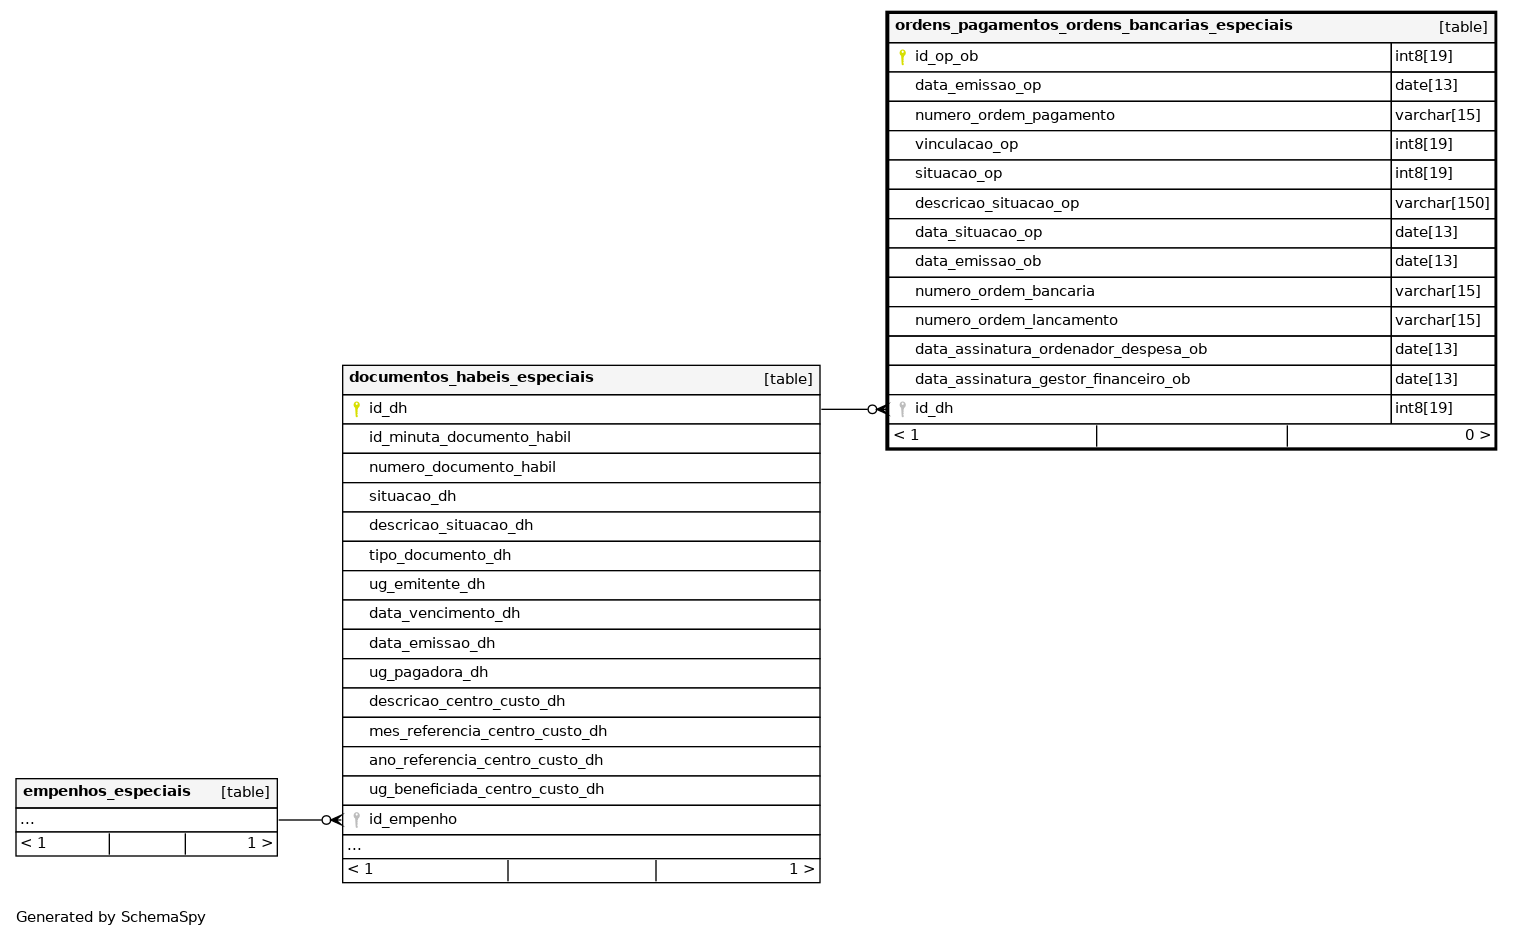 ordens_pagamentos_ordens_bancarias_especiais [table]
id_op_ob int8[19]
data_emissao_op date[13]
numero_ordem_pagamento varchar[15]
vinculacao_op int8[19]
situacao_op int8[19]
descricao_situacao_op varchar[150]
data_situacao_op date[13]
data_emissao_ob date[13]
numero_ordem_bancaria varchar[15]
numero_ordem_lancamento varchar[15]
data_assinatura_ordenador_despesa_ob date[13]
data_assinatura_gestor_financeiro_ob date[13]
id_dh int8[19]
< 1 0 >
documentos_habeis_especiais [table]
id_dh
id_minuta_documento_habil
numero_documento_habil
situacao_dh
descricao_situacao_dh
tipo_documento_dh
ug_emitente_dh
data_vencimento_dh
data_emissao_dh
ug_pagadora_dh
descricao_centro_custo_dh
mes_referencia_centro_custo_dh
ano_referencia_centro_custo_dh
ug_beneficiada_centro_custo_dh
id_empenho
...
< 1 1 >
empenhos_especiais [table]
...
< 1 1 >
Generated by SchemaSpy